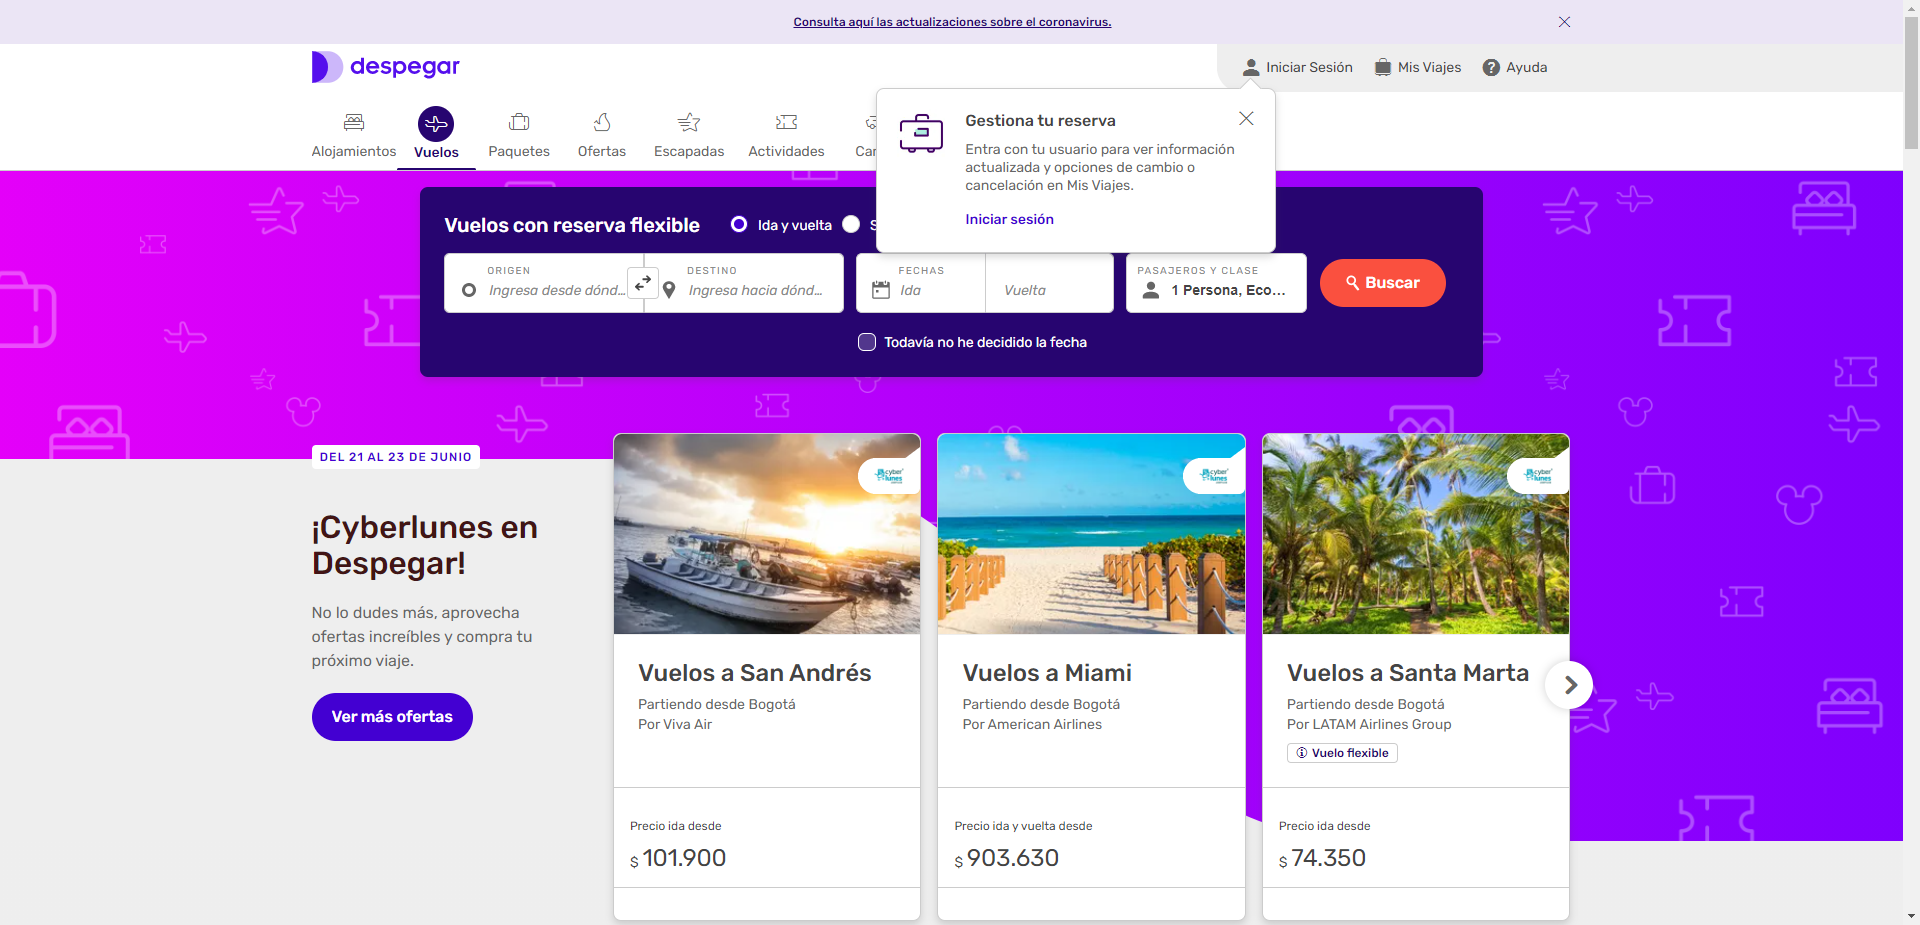 Consulta aquí las actualizaciones sobre el coronavirus.
despegar
Iniciar Sesión
Mis Viajes
Ayuda
Alojamientos
Vuelos
Paquetes
Ofertas
Escapadas
Actividades
Gestiona tu reserva
Entra con tu usuario para ver información
actualizada y opciones de cambio o
cancelación en Mis Viajes.
Iniciar sesión
Vuelos con reserva flexible
Ida y vuelta
ORIGEN
Ingresa desde dónd...
DESTINO
Ingresa hacia dónd...
FECHAS
Ida
Vuelta
PASAJEROS Y CLASE
1 Persona, Eco...
Buscar
Todavía no he decidido la fecha
DEL 21 AL 23 DE JUNIO
¡Cyberlunes en
Despegar!
No lo dudes más, aprovecha
ofertas increíbles y compra tu
próximo viaje.
Ver más ofertas
cyber
lunes
Vuelos a San Andrés
Partiendo desde Bogotá
Por Viva Air
Precio ida desde
$ 101.900
cyber
lunes
Vuelos a Miami
Partiendo desde Bogotá
Por American Airlines
Precio ida y vuelta desde
$ 903.630
cyber
lunes
Vuelos a Santa Marta
Partiendo desde Bogotá
Por LATAM Airlines Group
Vuelo flexible
Precio ida desde
$ 74.350